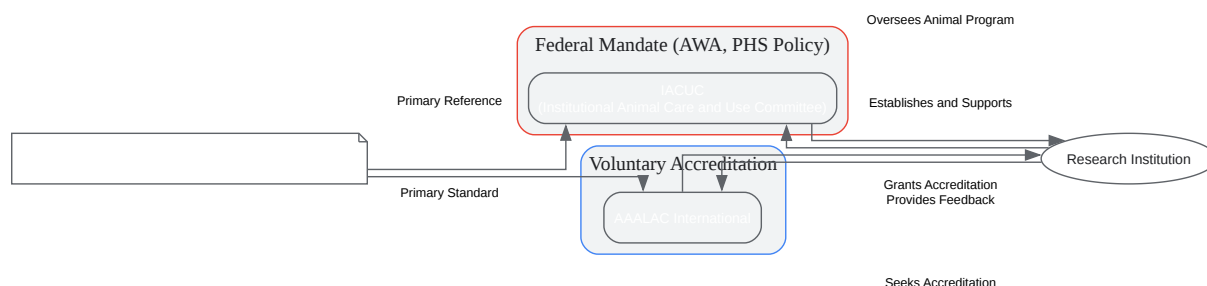 Oversees Animal Program
Federal Mandate (AWA, PHS Policy)
IACUC
(Institutional Animal Care and Use Committee)
Primary Reference
Establishes and Supports
Voluntary Accreditation
Research Institution
Primary Standard
Grants Accreditation
Provides Feedback
AAALAC International
Seeks Accreditation